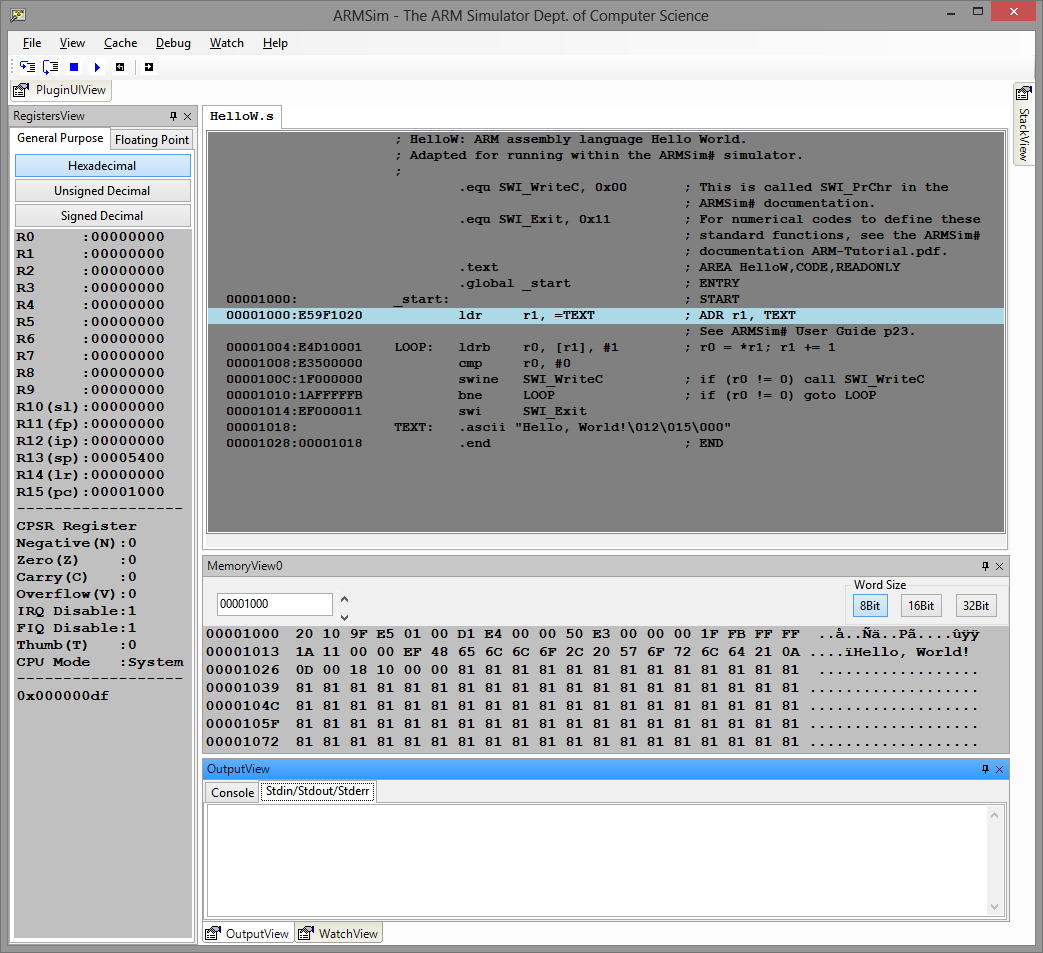 ARMSim - The ARM Simulator Dept. of Computer Science
File View Cache Debug Watch Help
PluginUIView
RegistersView
General Purpose Floating Point
Hexadecimal
Unsigned Decimal
Signed Decimal
R0 :00000000
R1 :00000000
R2 :00000000
R3 :00000000
R4 :00000000
R5 :00000000
R6 :00000000
R7 :00000000
R8 :00000000
R9 :00000000
R10(sl):00000000
R11(fp):00000000
R12(ip):00000000
R13(sp):00005400
R14(lr):00000000
R15(pc):00001000
------------------
CPSR Register
Negative(N):0
Zero(Z) :0
Carry(C) :0
Overflow(V):0
IRQ Disable:1
FIQ Disable:1
Thumb(T) :0
CPU Mode :System
------------------
0x000000df
HelloW.s
; HelloW: ARM assembly language Hello World.
; Adapted for running within the ARMSim# simulator.
;
.equ SWI_WriteC, 0x00 ; This is called SWI_PrChr in the
; ARMSim# documentation.
.equ SWI_Exit, 0x11 ; For numerical codes to define these
; standard functions, see the ARMSim#
; documentation ARM-Tutorial.pdf.
.text ; AREA HelloW,CODE,READONLY
.global _start ; ENTRY
00001000: _start: ; START
00001000:E59F1020 ldr r1, =TEXT ; ADR r1, TEXT
; See ARMSim# User Guide p23.
00001004:E4D10001 LOOP: ldrb r0, [r1], #1 ; r0 = *r1; r1 += 1
00001008:E3500000 cmp r0, #0
0000100C:1F000000 swine SWI_WriteC ; if (r0 != 0) call SWI_WriteC
00001010:1AFFFFFB bne LOOP ; if (r0 != 0) goto LOOP
00001014:EF000011 swi SWI_Exit
00001018: TEXT: .ascii "Hello, World!\012\015\000"
00001028:00001018 .end ; END
StackView
MemoryView0
00001000
Word Size
8Bit 16Bit 32Bit
00001000 20 10 9F E5 01 00 D1 E4 00 00 50 E3 00 00 00 1F FB FF FF ..å..Ñä..Pã....ûÿÿ
00001013 1A 11 00 00 EF 48 65 6C 6C 6F 2C 20 57 6F 72 6C 64 21 0A ....ïHello, World!
00001026 0D 00 18 10 00 00 81 81 81 81 81 81 81 81 81 81 81 81 81 ..................
00001039 81 81 81 81 81 81 81 81 81 81 81 81 81 81 81 81 81 81 81 ...................
0000104C 81 81 81 81 81 81 81 81 81 81 81 81 81 81 81 81 81 81 81 ...................
0000105F 81 81 81 81 81 81 81 81 81 81 81 81 81 81 81 81 81 81 81 ...................
00001072 81 81 81 81 81 81 81 81 81 81 81 81 81 81 81 81 81 81 81 ...................
OutputView
Console Stdin/Stdout/Stderr
OutputView WatchView